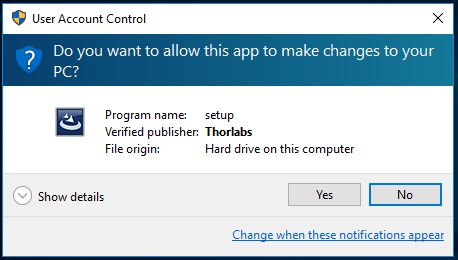 User Account Control
Do you want to allow this app to make changes to your
PC?
Program name: setup
Verified publisher: Thorlabs
File origin: Hard drive on this computer
Show details
Yes
No
Change when these notifications appear